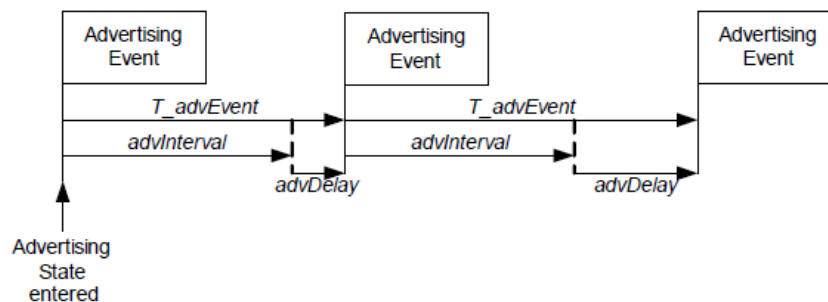 Advertising
Event
Advertising
Event
Advertising
Event
T_advEvent
T_advEvent
advInterval
advInterval
advDelay
advDelay
Advertising
State
entered